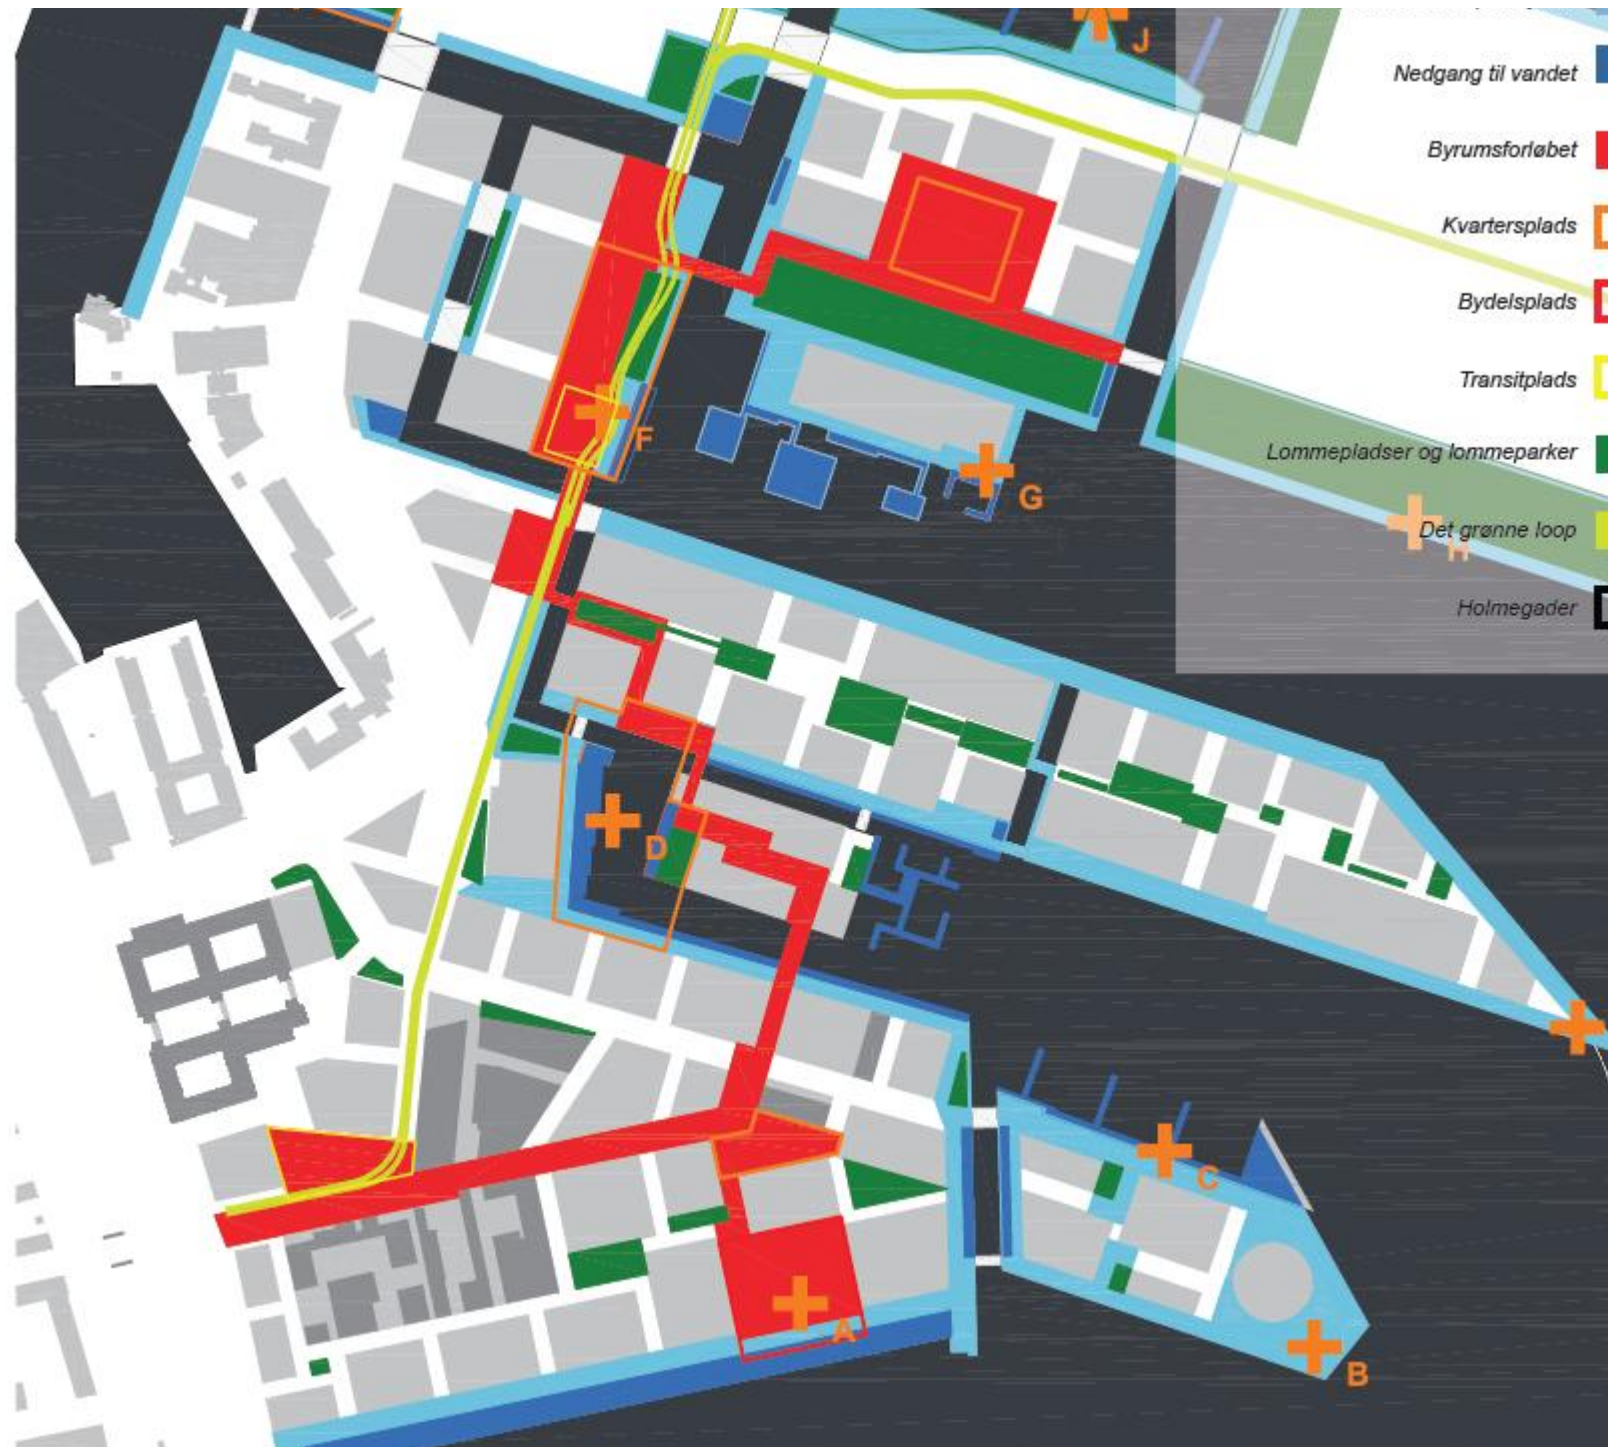 J
Nedgang til vandet
Byrumsforløbet
Kvartersplads
Bydelsplads
Transitplads
Lommepladser og lommeparker
Det grønne loop
Holmegader
F
G
H
D
C
A
B